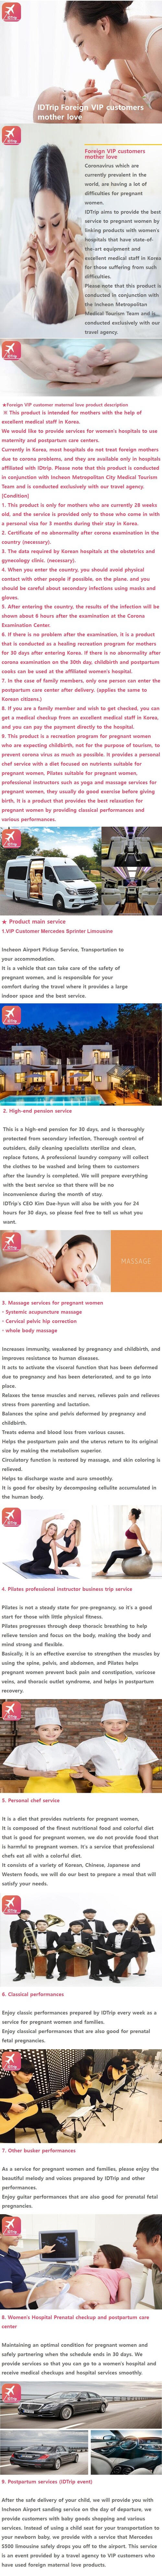 IDTrip
IDTrip Foreign VIP customers
mother love
IDTrip
Foreign VIP customers
mother love
Coronavirus which are
currently prevalent in the
world, are having a lot of
difficulties for pregnant
women.
IDTrip aims to provide the best
service to pregnant women by
linking products with women's
hospitals that have state-of-
the-art equipment and
excellent medical staff in Korea
for those suffering from such
difficulties.
Please note that this product is
conducted in conjunction with
the Incheon Metropolitan
Medical Tourism Team and is
conducted exclusively with our
travel agency.
IDTrip
★Foreign VIP customer maternal love product description
※ This product is intended for mothers with the help of
excellent medical staff in Korea.
We would like to provide services for women's hospitals to use
maternity and postpartum care centers.
Currently in Korea, most hospitals do not treat foreign mothers
due to corona problems, and they are available only in hospitals
affiliated with IDtrip. Please note that this product is conducted
in conjunction with Incheon Metropolitan City Medical Tourism
Team and is conducted exclusively with our travel agency
[Condition]
1. This product is only for mothers who are currently 28 weeks
old, and the service is provided only to those who come in with
a personal visa for 3 months during their stay in Korea.
2. Certificate of no abnormality after corona examination in the
country (necessary).
3. The data required by Korean hospitals at the obstetrics and
gynecology clinic. (necessary).
4. When you enter the country, you should avoid physical
contact with other people if possible, on the plane. and you
should be careful about secondary infections using masks and
gloves.
5. After entering the country, the results of the infection will be
shown about 6 hours after the examination at the Corona
Examination Center.
6. If there is no problem after the examination, it is a product
that is conducted as a healing recreation program for mothers
for 30 days after entering Korea. If there is no abnormality after
corona examination on the 30th day, childbirth and postpartum
cooks can be used at the affiliated women's hospital.
7. In the case of family members, only one person can enter the
postpartum care center after delivery. (applies the same to
Korean citizens.)
8. If you are a family member and wish to get checked, you can
get a medical checkup from an excellent medical staff in Korea,
and you can pay the payment directly to the hospital.
9. This product is a recreation program for pregnant women
who are expecting childbirth, not for the purpose of tourism, to
prevent corona virus as much as possible. It provides a personal
chef service with a diet focused on nutrients suitable for
pregnant women, Pilates suitable for pregnant women,
professional instructors such as yoga and massage services for
pregnant women, who usually do good exercise before giving
birth. It is a product that provides the best relaxation for
pregnant women by providing classical performances and
various performances.
IDTrip
★ Product main service
1.VIP Customer Mercedes Sprinter Limousine
Incheon Airport Pickup Service, Transportation to
your accommodation.
It is a vehicle that can take care of the safety of
pregnant women, and is responsible for your
comfort during the travel where it provides a large
indoor space and the best service.
IDTrip
2. High-end pension service
This is a high-end pension for 30 days, and is thoroughly
protected from secondary infection. Thorough control of
outsiders, daily cleaning specialists sterilize and clean,
replace futons, a professional laundry company will collect
the clothes to be washed and bring them to customers
after the laundry is completed. We will prepare everything
with the best service so that there will be no
inconvenience during the month of stay.
IDTrip's CEO Kim Dae-hyun will also be with you for 24
hours for 30 days, so please feel free to tell us what you
want.
IDTrip
MASSAGE
3. Massage services for pregnant women
- Systemic acupuncture massage
- Cervical pelvic hip correction
- whole body massage
Increases immunity, weakened by pregnancy and childbirth, and
improves resistance to human diseases.
It acts to activate the visceral function that has been deformed
due to pregnancy and has been deteriorated, and to go into
place.
Relaxes the tense muscles and nerves, relieves pain and relieves
stress from parenting and lactation.
Balances the spine and pelvis deformed by pregnancy and
childbirth.
Treats edema and blood loss from various causes.
Helps the postpartum pain and the uterus return to its original
size by making the metabolism superior.
Circulatory function is restored by massage, and skin coloring is
relieved.
Helps to discharge waste and auro smoothly.
It is good for obesity by decomposing cellulite accumulated in
the human body.
IDTrip
4. Pilates professional instructor business trip service
Pilates is not a steady state for pre-pregnancy, so it's a good
start for those with little physical fitness.
Pilates progresses through deep thoracic breathing to help
relieve tension and focus on the body, making the body and
mind strong and flexible.
Basically, it is an effective exercise to strengthen the muscles by
using the spine, pelvis, and abdomen, and Pilates helps
pregnant women prevent back pain and constipation, varicose
veins, and thoracic outlet syndrome, and helps in postpartum
recovery.
IDTrip
5. Personal chef service
It is a diet that provides nutrients for pregnant women,
It is composed of the finest nutritional food and colorful diet
that is good for pregnant women, we do not provide food that
is harmful to pregnant women. It's a service that professional
chefs eat all with a colorful diet.
It consists of a variety of Korean, Chinese, Japanese and
Western foods, we will do our best to prepare a meal that will
satisfy your needs.
IDTrip
6. Classical performances
Enjoy classic performances prepared by IDTrip every week as a
service for pregnant women and families.
Enjoy classical performances that are also good for prenatal
fetal pregnancies.
IDTrip
7. Other busker performances
As a service for pregnant women and families, please enjoy the
beautiful melody and voices prepared by IDTrip and other
performances.
Enjoy guitar performances that are also good for prenatal fetal
pregnancies.
IDTrip
8. Women's Hospital Prenatal checkup and postpartum care
center
Maintaining an optimal condition for pregnant women and
safely partnering when the schedule ends in 30 days. We
provide services so that you can go to a women's hospital and
receive medical checkups and hospital services smoothly.
IDTrip
9. Postpartum services (IDTrip event)
After the safe delivery of your child, we will provide you with
Incheon Airport sanding service on the day of departure, we
provide customers with baby goods shopping and various
services. Instead of using a child seat for your transportation to
your newborn baby, we provide with a service that Mercedes
S500 limousine safely drops you off to the airport. This service
is an event provided by a travel agency to VIP customers who
have used foreign maternal love products.